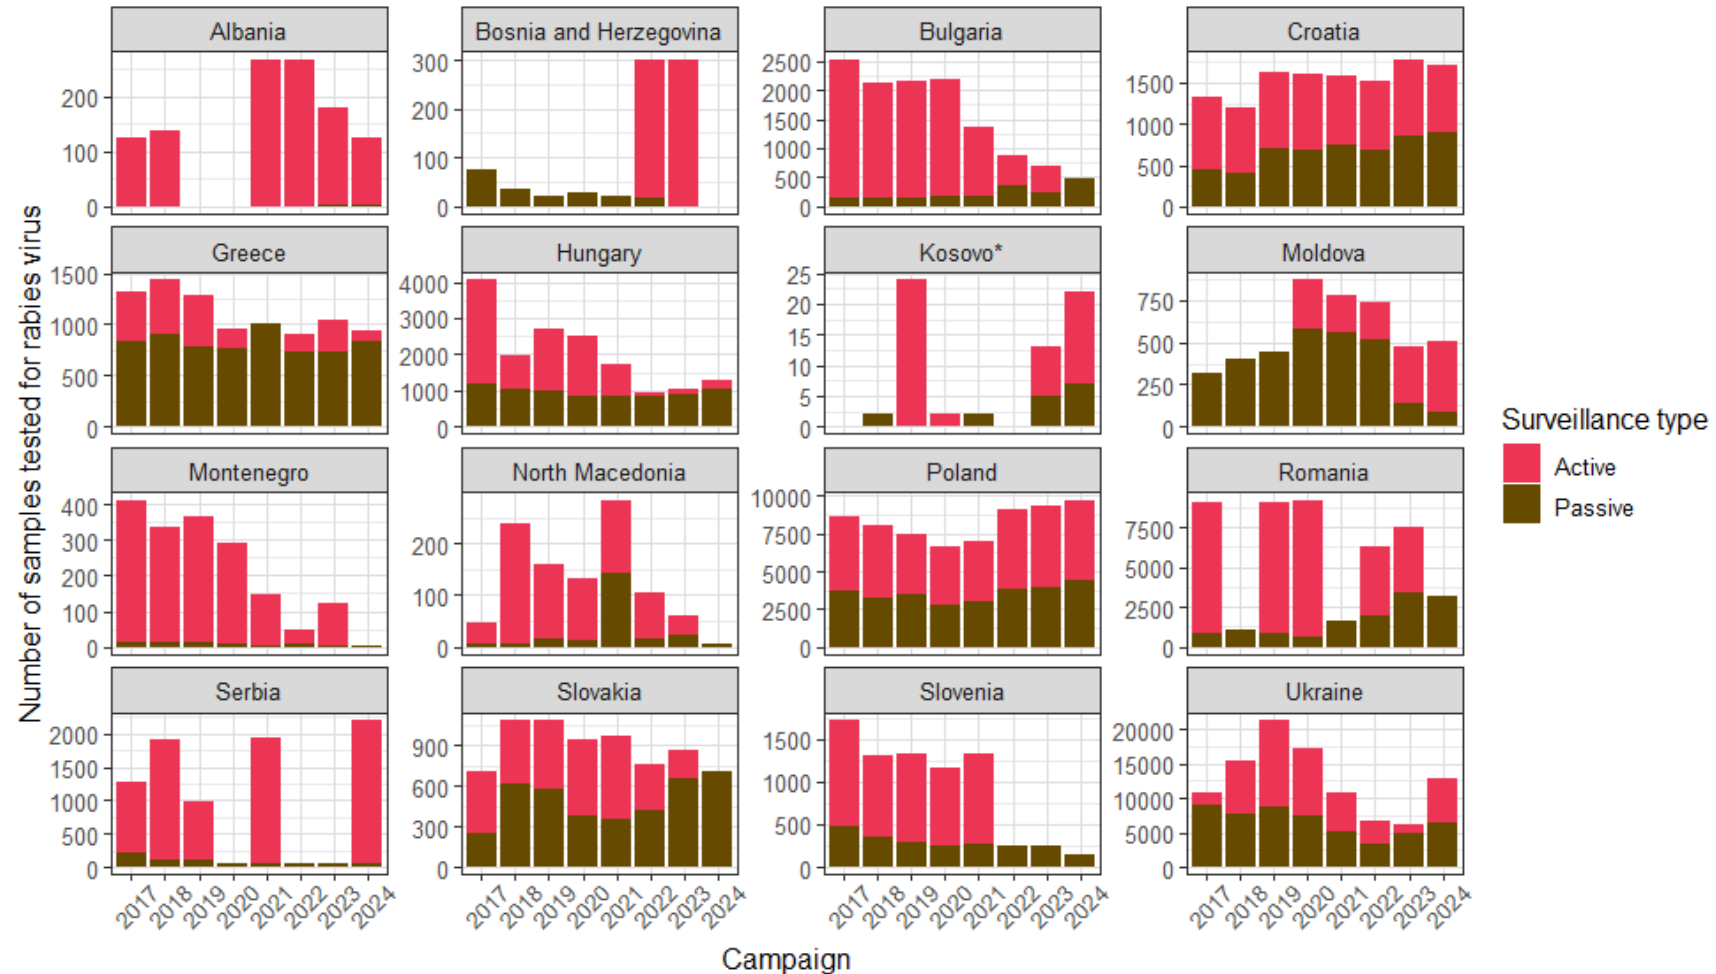 Albania
Bosnia and Herzegovina
Bulgaria
Croatia
200
100
0
300
200
100
0
2500
2000
1500
1000
500
0
1500
1000
500
0
Greece
Hungary
Kosovo*
Moldova
1500
1000
500
0
4000
3000
2000
1000
0
25
20
15
10
5
0
750
500
250
0
Montenegro
North Macedonia
Poland
Romania
400
300
200
100
0
200
100
0
10000
7500
5000
2500
0
7500
5000
2500
0
Serbia
Slovakia
Slovenia
Ukraine
2000
1500
1000
500
0
900
600
300
0
1500
1000
500
0
20000
15000
10000
5000
0
2017 2018 2019 2020 2021 2022 2023 2024
2017 2018 2019 2020 2021 2022 2023 2024
2017 2018 2019 2020 2021 2022 2023 2024
2017 2018 2019 2020 2021 2022 2023 2024
Campaign
Number of samples tested for rabies virus
Surveillance type
Active
Passive